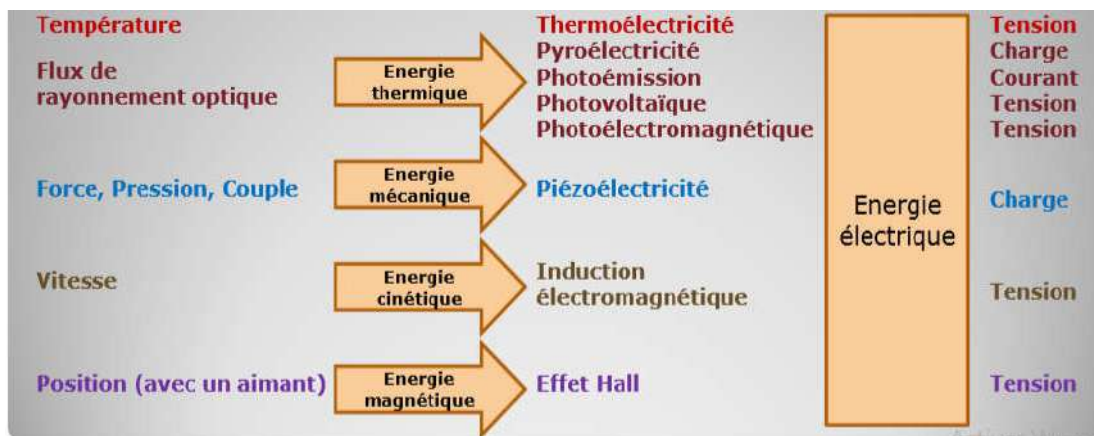 Température
Thermoélectricité
Tension
Flux de
rayonnement optique
Energie
thermique
Pyroélectricité
Photoémission
Photovoltaïque
Photoélectromagnétique
Charge
Courant
Tension
Tension
Force, Pression, Couple
Energie
mécanique
Piézoélectricité
Charge
Energie
électrique
Vitesse
Energie
cinétique
Induction
électromagnétique
Tension
Position (avec un aimant)
Energie
magnétique
Effet Hall
Tension